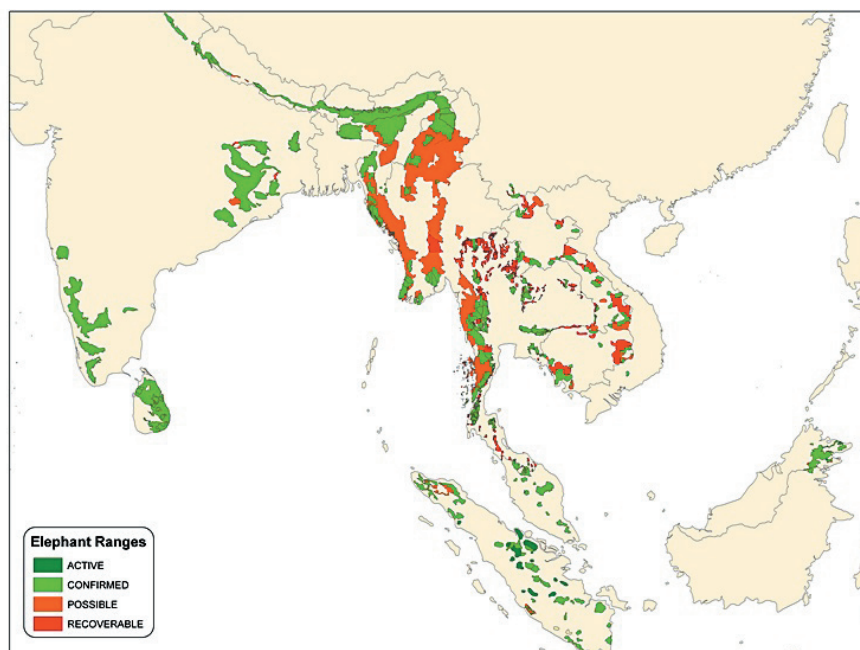 Elephant Ranges
ACTIVE
CONFIRMED
POSSIBLE
RECOVERABLE